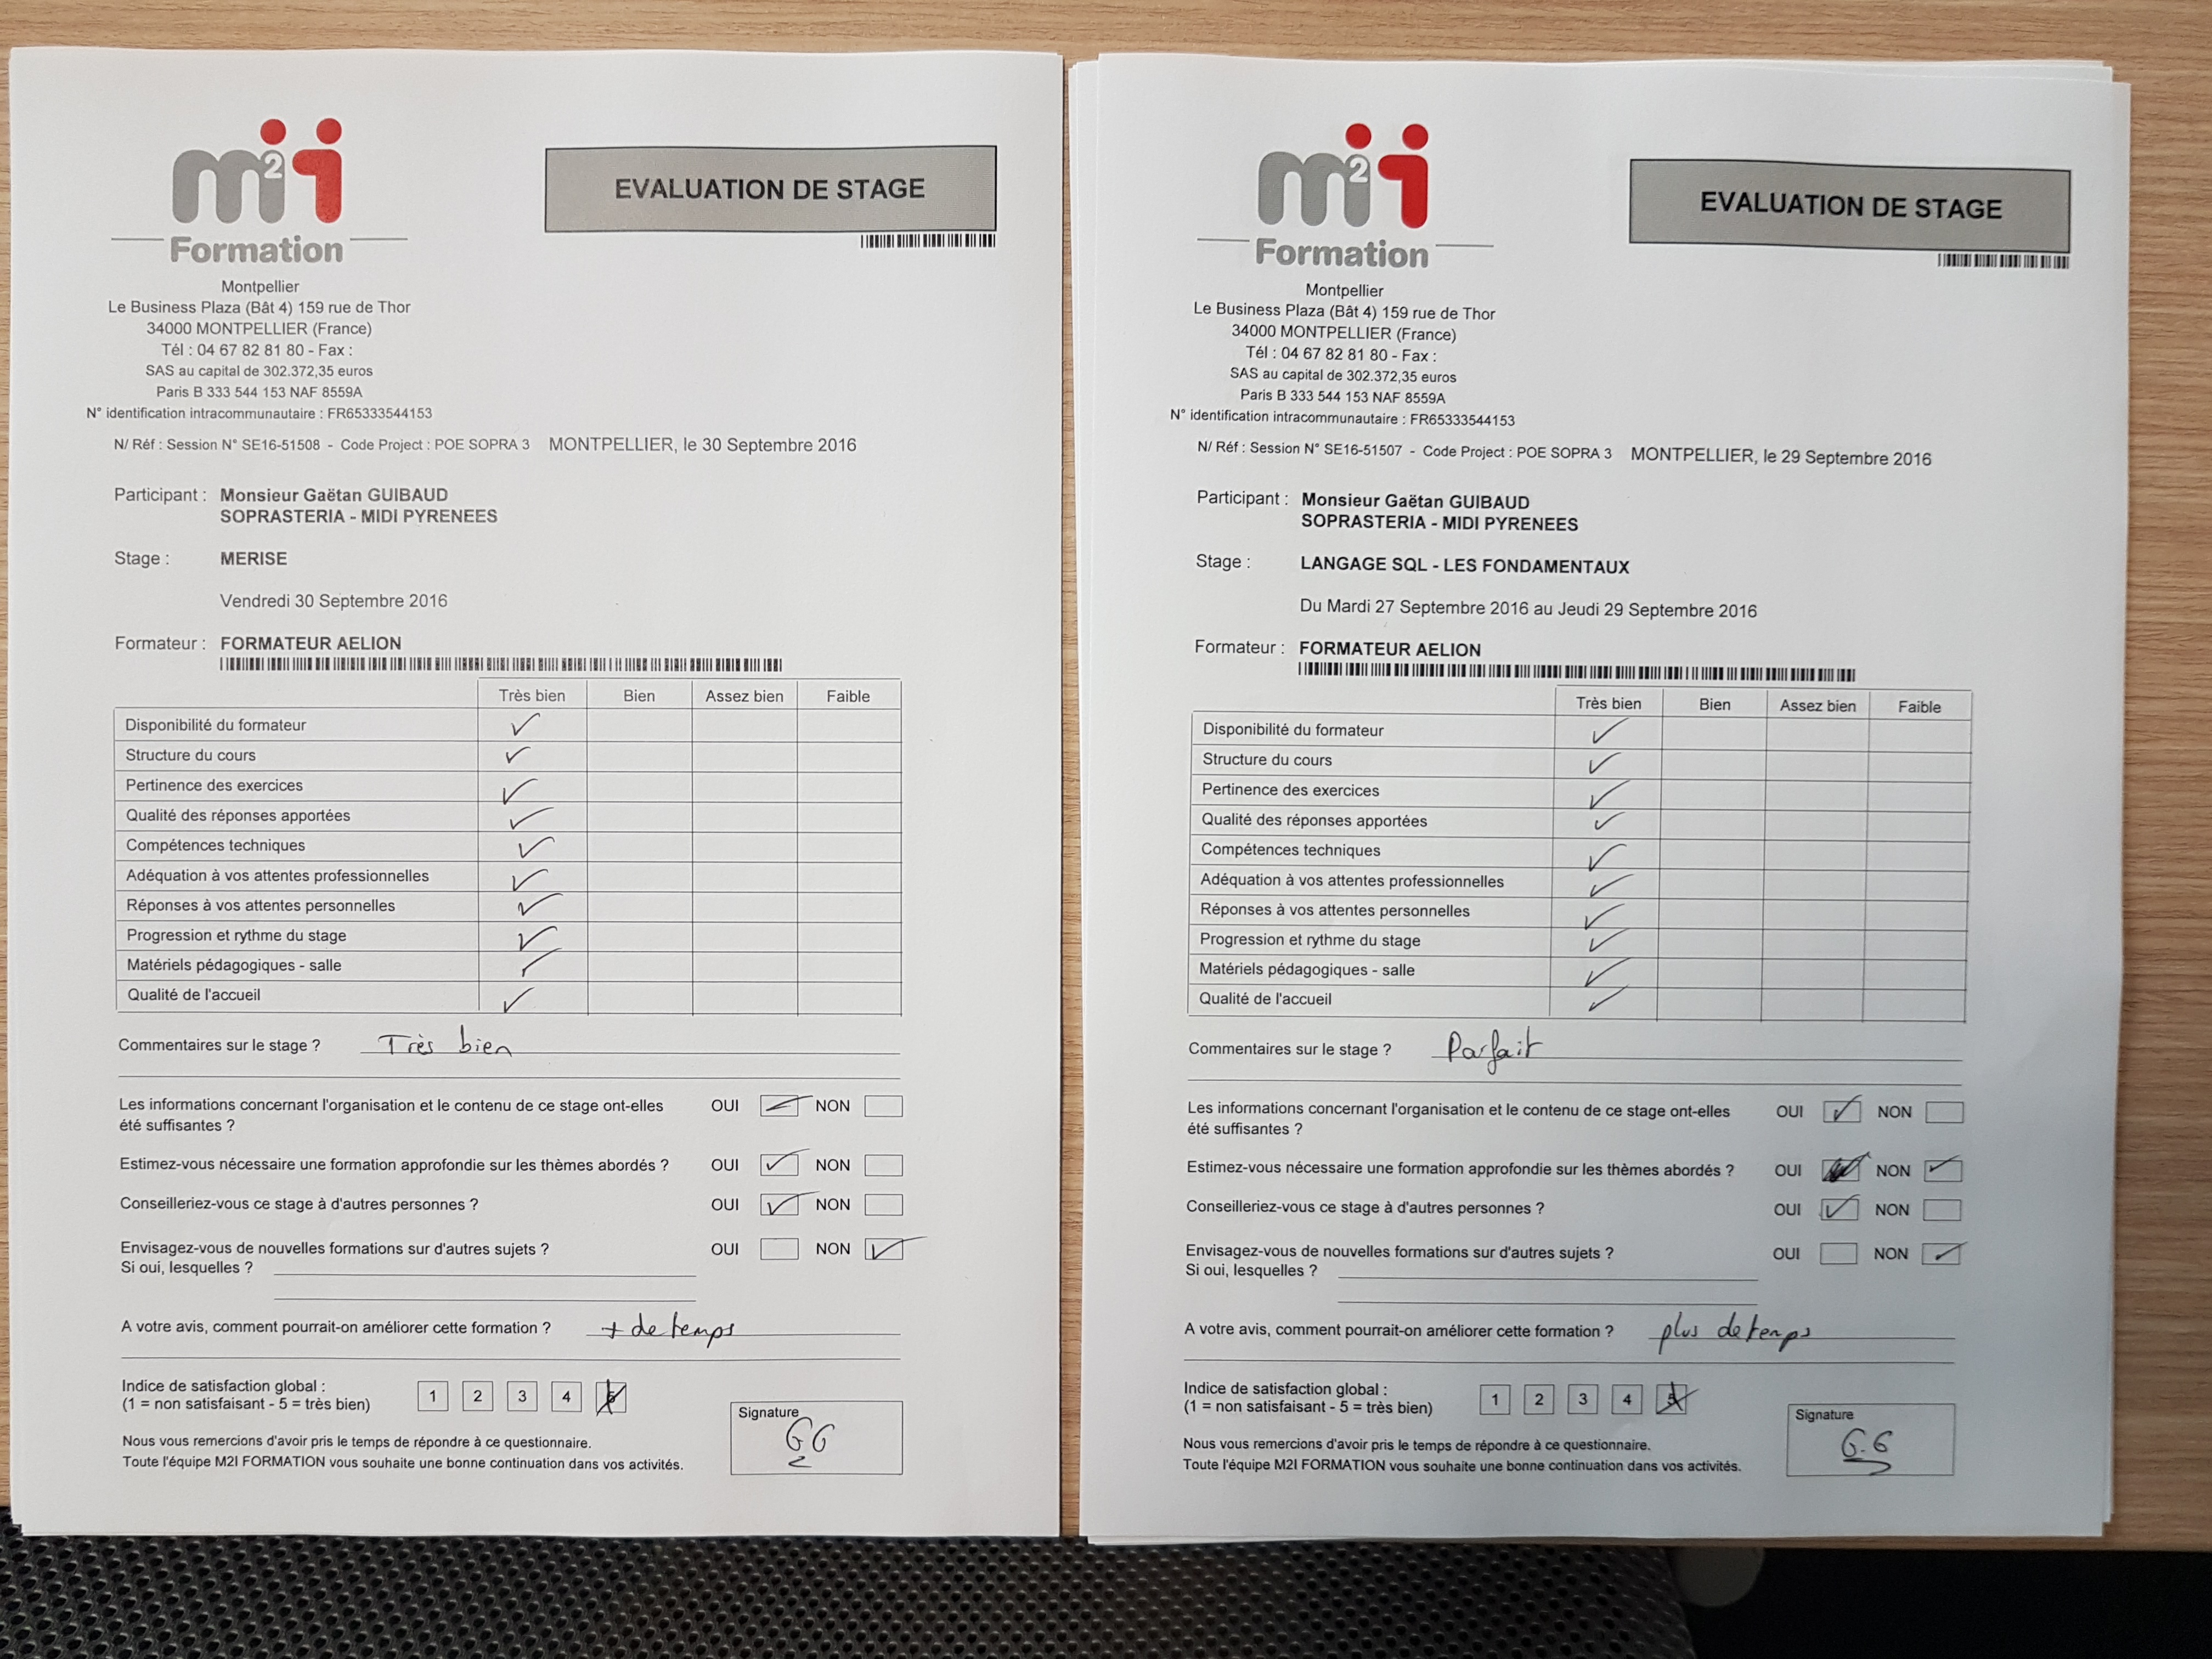 m2i
Formation
EVALUATION DE STAGE
Montpellier
Le Business Plaza (Bât 4) 159 rue de Thor
34000 MONTPELLIER (France)
Tél : 04 67 82 81 80 - Fax :
SAS au capital de 302.372,35 euros
Paris B 333 544 153 NAF 8559A
N° identification intracommunautaire : FR65333544153
N/ Réf : Session N° SE16-51508 - Code Project : POE SOPRA 3 MONTPELLIER, le 30 Septembre 2016
Participant : Monsieur Gaëtan GUIBAUD
SOPRASTERIA - MIDI PYRENEES
Stage : MERISE
Vendredi 30 Septembre 2016
Formateur : FORMATEUR AELION
Très bien Bien Assez bien Faible
Disponibilité du formateur
Structure du cours
Pertinence des exercices
Qualité des réponses apportées
Compétences techniques
Adéquation à vos attentes professionnelles
Réponses à vos attentes personnelles
Progression et rythme du stage
Matériels pédagogiques - salle
Qualité de l'accueil
Commentaires sur le stage ? Très bien
Les informations concernant l'organisation et le contenu de ce stage ont-elles OUI NON
été suffisantes ?
Estimez-vous nécessaire une formation approfondie sur les thèmes abordés ? OUI NON
Conseilleriez-vous ce stage à d'autres personnes ? OUI NON
Envisagez-vous de nouvelles formations sur d'autres sujets ? OUI NON
Si oui, lesquelles ?
A votre avis, comment pourrait-on améliorer cette formation ? + de temps
Indice de satisfaction global :
(1 = non satisfaisant - 5 = très bien) 1 2 3 4 5
Signature
GG
Nous vous remercions d'avoir pris le temps de répondre à ce questionnaire.
Toute l'équipe M2I FORMATION vous souhaite une bonne continuation dans vos activités.
m2i
Formation
EVALUATION DE STAGE
Montpellier
Le Business Plaza (Bât 4) 159 rue de Thor
34000 MONTPELLIER (France)
Tél : 04 67 82 81 80 - Fax :
SAS au capital de 302.372,35 euros
Paris B 333 544 153 NAF 8559A
N° identification intracommunautaire : FR65333544153
N/ Réf : Session N° SE16-51507 - Code Project : POE SOPRA 3 MONTPELLIER, le 29 Septembre 2016
Participant : Monsieur Gaëtan GUIBAUD
SOPRASTERIA - MIDI PYRENEES
Stage : LANGAGE SQL - LES FONDAMENTAUX
Du Mardi 27 Septembre 2016 au Jeudi 29 Septembre 2016
Formateur : FORMATEUR AELION
Très bien Bien Assez bien Faible
Disponibilité du formateur
Structure du cours
Pertinence des exercices
Qualité des réponses apportées
Compétences techniques
Adéquation à vos attentes professionnelles
Réponses à vos attentes personnelles
Progression et rythme du stage
Matériels pédagogiques - salle
Qualité de l'accueil
Commentaires sur le stage ? Parfait
Les informations concernant l'organisation et le contenu de ce stage ont-elles OUI NON
été suffisantes ?
Estimez-vous nécessaire une formation approfondie sur les thèmes abordés ? OUI NON
Conseilleriez-vous ce stage à d'autres personnes ? OUI NON
Envisagez-vous de nouvelles formations sur d'autres sujets ? OUI NON
Si oui, lesquelles ?
A votre avis, comment pourrait-on améliorer cette formation ? plus de temps
Indice de satisfaction global :
(1 = non satisfaisant - 5 = très bien) 1 2 3 4 5
Signature
G.G
Nous vous remercions d'avoir pris le temps de répondre à ce questionnaire.
Toute l'équipe M2I FORMATION vous souhaite une bonne continuation dans vos activités.